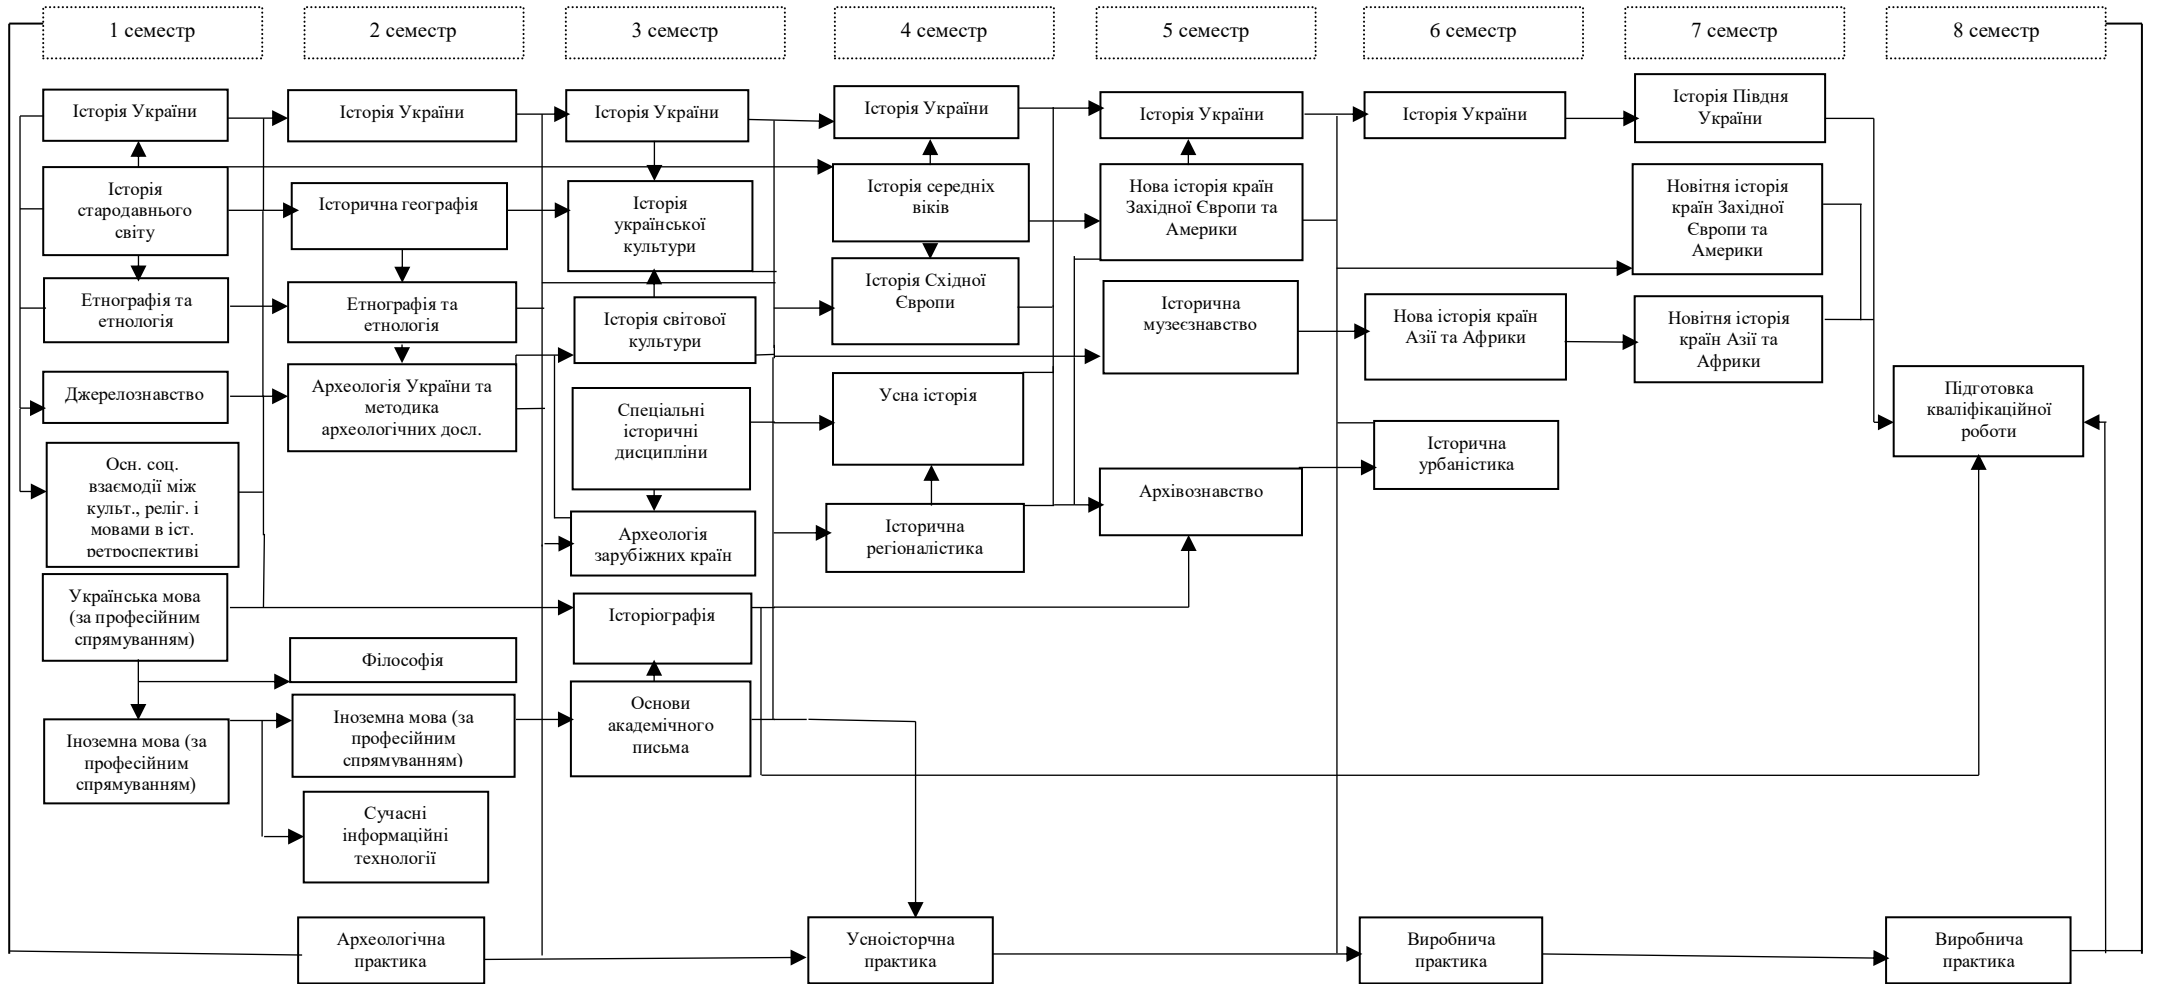 1 семестр
2 семестр
3 семестр
4 семестр
5 семестр
6 семестр
7 семестр
8 семестр
Історія України
Історія
стародавнього
світу
Етнографія та
етнологія
Джерелознавство
Осн. соц.
взаємодії між
культ., реліг. і
мовами в іст.
ретроспективі
Українська мова
(за професійним
спрямуванням)
Іноземна мова (за
професійним
спрямуванням)
Історія України
Історична географія
Етнографія та
етнологія
Археологія України та
методика
археологічних досл.
Філософія
Іноземна мова (за
професійним
спрямуванням)
Сучасні
інформаційні
технології
Археологічна
практика
Історія України
Історія
української
культури
Історія світової
культури
Спеціальні
історичні
дисципліни
Археологія
зарубіжних країн
Історіографія
Основи
академічного
письма
Історія України
Історія середніх
віків
Історія Східної
Європи
Усна історія
Історична
регіоналістика
Усноісторчна
практика
Історія України
Нова історія країн
Західної Європи та
Америки
Історична
музеєзнавство
Архівознавство
Історія України
Нова історія країн
Азії та Африки
Історична
урбаністика
Виробнича
практика
Історія Півдня
України
Новітня історія
країн Західної
Європи та
Америки
Новітня історія
країн Азії та
Африки
Підготовка
кваліфікаційної
роботи
Виробнича
практика